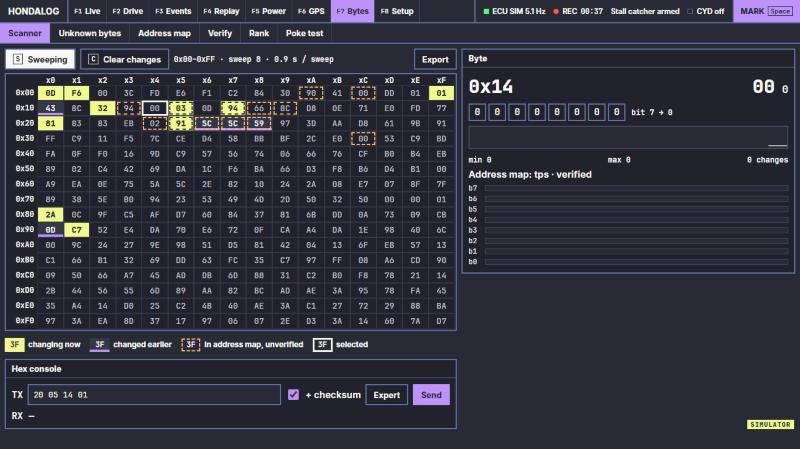 HONDALOG F1 Live F2 Drive F3 Events F4 Replay F5 Power F6 GPS F7 Bytes F8 Setup ECU SIM 5.1 Hz REC 00:37 Stall catcher armed CYD off MARK Space
Scanner Unknown bytes Address map Verify Rank Poke test
S Sweeping C Clear changes 0x00-0xFF · sweep 8 · 0.9 s / sweep Export
x0 x1 x2 x3 x4 x5 x6 x7 x8 x9 xA xB xC xD xE xF
0x00 0D F6 00 3C FD E6 F1 C2 84 30 90 41 00 DD 01 01
0x10 43 8C 32 94 00 03 0D 94 66 8C D8 0E 71 E0 FD 77
0x20 81 83 83 EB 02 91 5C 5C 59 97 3D AA D8 61 9B 91
0x30 FF C9 11 F5 7C CE D4 58 BB BF 2C E0 00 53 C9 BD
0x40 FA 0F F0 16 9D C9 57 56 74 06 66 76 CF B0 B4 EB
0x50 89 02 C4 42 69 DA 1C F6 BA 66 D3 F8 B6 D4 B1 00
0x60 A9 EA 0E 75 5A 5C 2E 82 10 24 2A 08 E7 07 8F 7F
0x70 89 38 5E B0 94 23 53 49 4D 2D 50 32 50 00 00 01
0x80 2A 0C 9F C5 AF D7 60 84 37 81 6B DD 0A 73 09 CB
0x90 0D C7 52 E4 DA 70 E6 72 0F CA A4 DA 1E 98 40 6C
0xA0 00 9C 24 27 9E 98 51 D5 81 42 04 13 6F EB 57 13
0xB0 C1 66 B1 32 69 DD 63 FC 35 C7 97 FF 08 A6 CD 90
0xC0 09 50 66 A7 45 AD DB 6D 88 31 C2 B0 F8 78 21 14
0xD0 2B 44 56 55 6D 89 AA 82 BC AD AE 3A 95 78 FA 45
0xE0 35 A4 14 D0 25 C2 4B 40 AE 3A C1 27 72 29 88 BA
0xF0 97 3A EA 8D 37 17 97 06 07 2E D3 3A 14 60 7A D7
3F changing now 3F changed earlier 3F in address map, unverified 3F selected
Hex console
TX 20 05 14 01 + checksum Expert Send
RX —
Byte
0x14 00 0
0 0 0 0 0 0 0 0 bit 7 → 0
min 0 max 0 0 changes
Address map: tps · verified
b7
b6
b5
b4
b3
b2
b1
b0
SIMULATOR